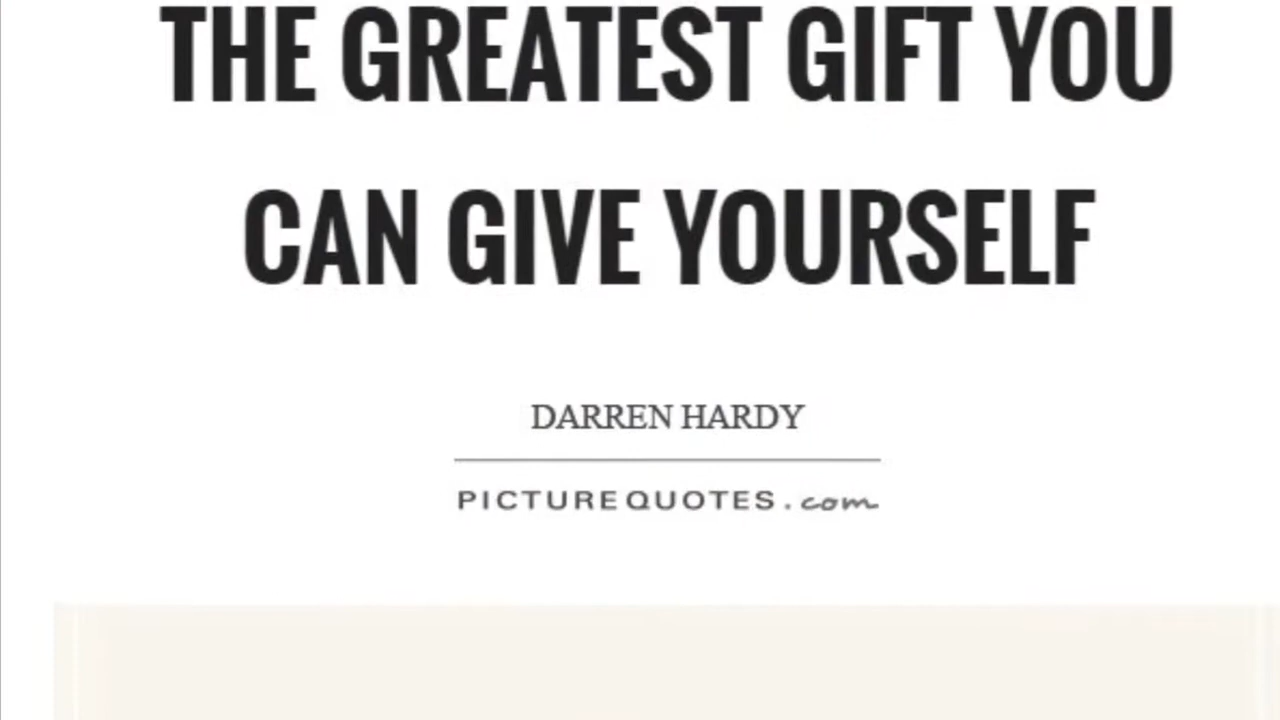 THE GREATEST GIFT YOU
CAN GIVE YOURSELF
DARREN HARDY
PICTUREQUOTES.com